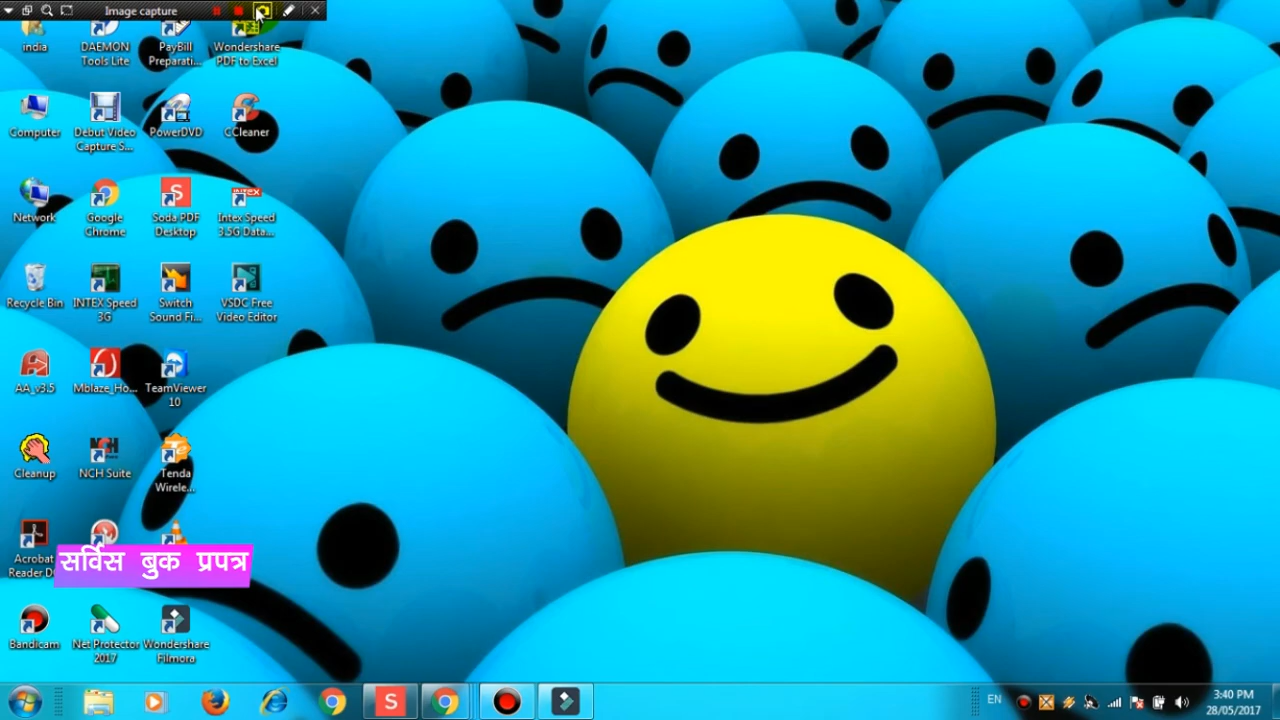 Image capture
india
DAEMON
Tools Lite
PayBill
Preparati...
Wondershare
PDF to Excel
Computer
Debut Video
Capture S...
PowerDVD
CCleaner
Network
Google
Chrome
Soda PDF
Desktop
Intex Speed
3.5G Data...
Recycle Bin
INTEX Speed
3G
Switch
Sound Fi...
VSDC Free
Video Editor
AA_v3.5
Mblaze_Ho...
TeamViewer
10
Cleanup
NCH Suite
Tenda
Wirele...
Acrobat
Reader D
सर्विस बुक प्रपत्र
Bandicam
Net Protector
2017
Wondershare
Filmora
EN
3:40 PM
28/05/2017